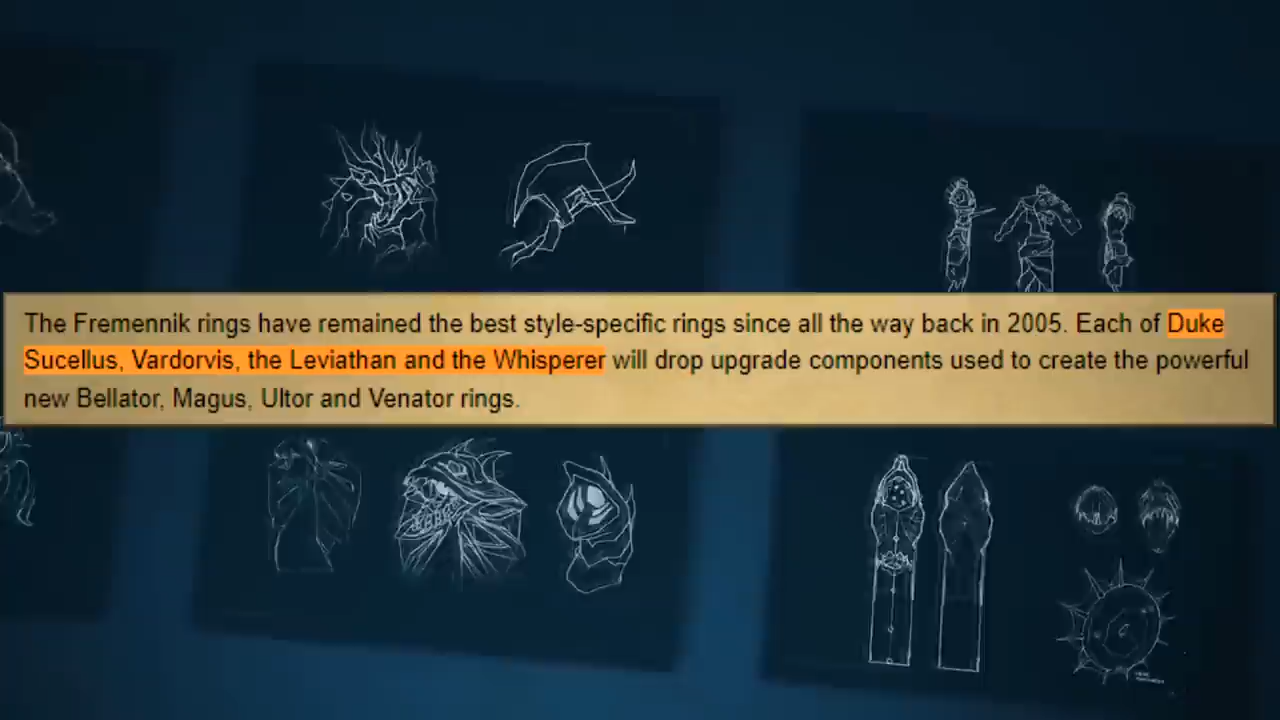 The Fremennik rings have remained the best style-specific rings since all the way back in 2005. Each of Duke
Sucellus, Vardorvis, the Leviathan and the Whisperer will drop upgrade components used to create the powerful
new Bellator, Magus, Ultor and Venator rings.